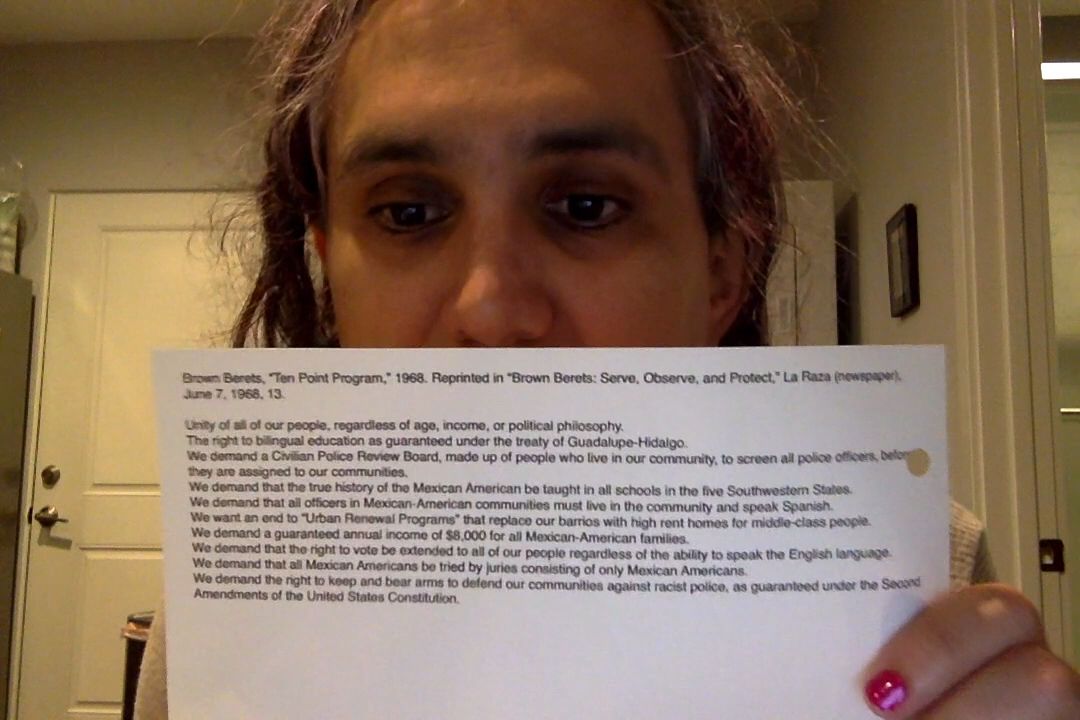 Brown Berets, "Ten Point Program," 1968. Reprinted in "Brown Berets: Serve, Observe, and Protect," La Raza (newspaper),
June 7, 1968, 13.
Unity of all of our people, regardless of age, income, or political philosophy.
The right to bilingual education as guaranteed under the treaty of Guadalupe-Hidalgo.
We demand a Civilian Police Review Board, made up of people who live in our community, to screen all police officers, before
they are assigned to our communities.
We demand that the true history of the Mexican American be taught in all schools in the five Southwestern States.
We demand that all officers in Mexican-American communities must live in the community and speak Spanish.
We want an end to "Urban Renewal Programs" that replace our barrios with high rent homes for middle-class people.
We demand a guaranteed annual income of $8,000 for all Mexican-American families.
We demand that the right to vote be extended to all of our people regardless of the ability to speak the English language.
We demand that all Mexican Americans be tried by juries consisting of only Mexican Americans.
We demand the right to keep and bear arms to defend our communities against racist police, as guaranteed under the Second
Amendments of the United States Constitution.